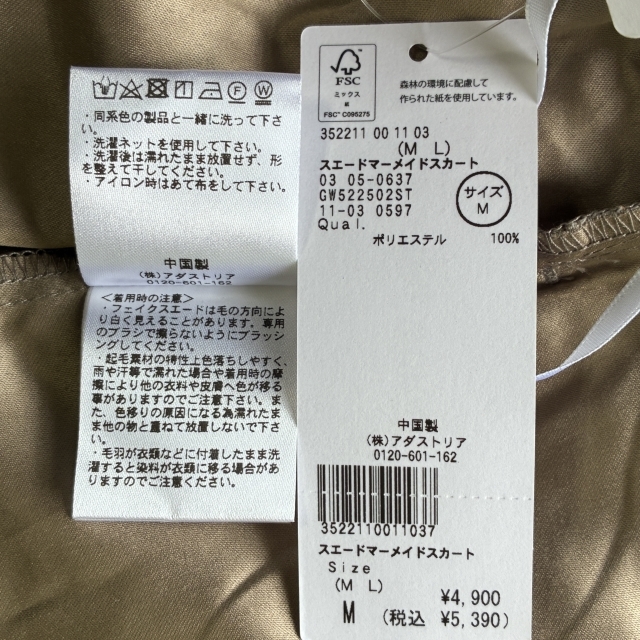 ・同系色の製品と一緒に洗って下さ
い。
・洗濯ネットを使用して下さい。
・洗濯後は濡れたまま放置せず、形
を整えて干してください。
・アイロン時はあて布をして下さい。
中国製
(株)アダストリア
0120-601-162
＜着用時の注意＞
・フェイクスエードは毛の方向によ
り白く見えることがあります。専用
のブラシで擦らないようにブラッシ
ングしてください。
・起毛素材の特性上色落ちしやすく、
雨や汗等で濡れた場合や着用時の摩
擦により他の衣料や皮膚へ色が移る
事がありますのでご注意下さい。ま
た、色移りの原因になる為濡れたま
ま他の物と重ねて放置しないで下さ
い。
・毛羽が衣類などに付着したまま洗
濯すると染料が衣類に移る場合があ
りますのでご注意ください。
FSC
ミックス
紙
FSC® C095275
森林の環境に配慮して
作られた紙を使用しています。
352211 00 11 03
(M L)
スエードマーメイドスカート
03 05-0637
GW522502ST
11-03 0597
Qual.
サイズ
M
ポリエステル 100%
中国製
(株)アダストリア
0120-601-162
3522110011037
スエードマーメイドスカート
Size
(M L)
¥4,900
M (税込 ¥5,390)